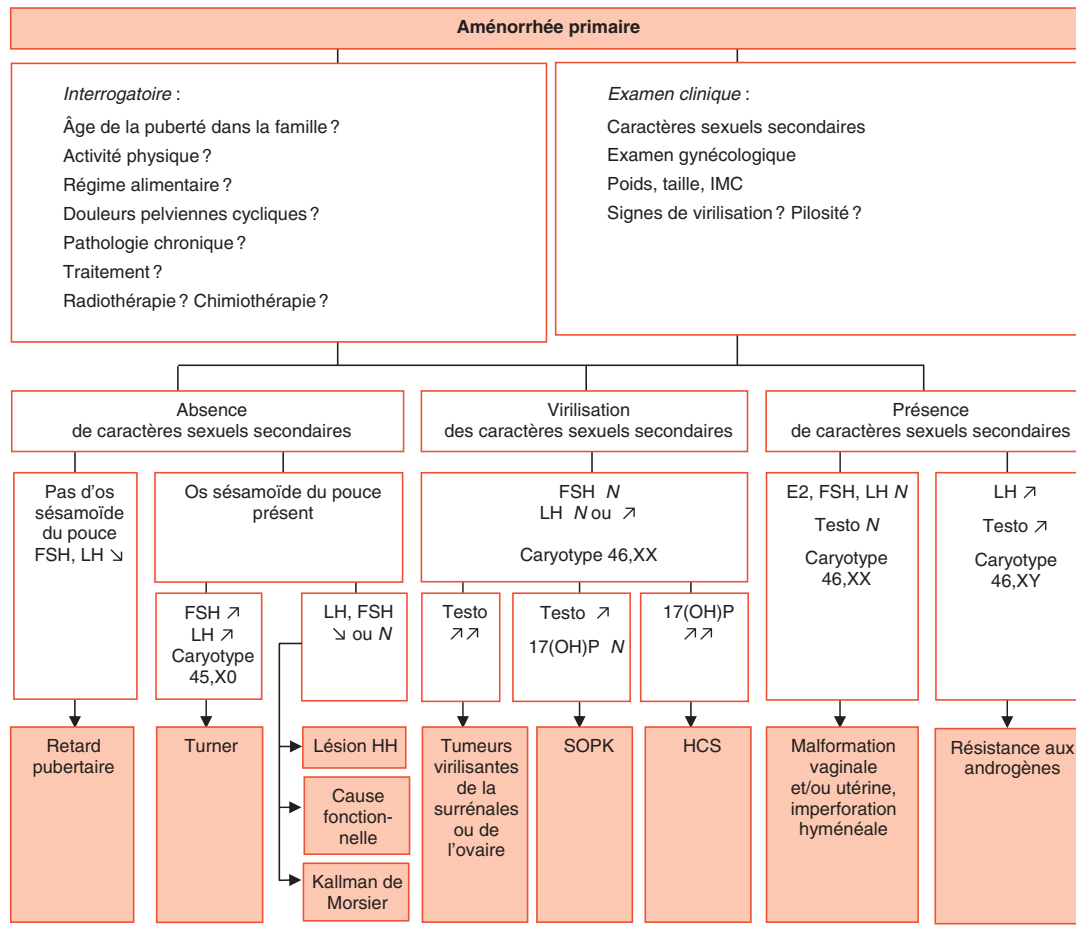 Aménorrhée primaire
Interrogatoire :
Âge de la puberté dans la famille ?
Activité physique ?
Régime alimentaire ?
Douleurs pelviennes cycliques ?
Pathologie chronique ?
Traitement ?
Radiothérapie ? Chimiothérapie ?
Examen clinique :
Caractères sexuels secondaires
Examen gynécologique
Poids, taille, IMC
Signes de virilisation ? Pilosité ?
Absence
de caractères sexuels secondaires
Virilisation
des caractères sexuels secondaires
Présence
de caractères sexuels secondaires
Pas d'os
sésamoïde
du pouce
FSH, LH ↘
Os sésamoïde du pouce
présent
FSH N
LH N ou ↗
Caryotype 46,XX
E2, FSH, LH N
Testo N
Caryotype
46,XX
LH ↗
Testo ↗
Caryotype
46,XY
FSH ↗
LH ↗
Caryotype
45,X0
LH, FSH
↘ ou N
Testo
↗↗
Testo ↗
17(OH)P N
17(OH)P
↗↗
Retard
pubertaire
Turner
Lésion HH
Cause
fonction-
nelle
Kallman de
Morsier
Tumeurs
virilisantes
de la
surrénales
ou de
l'ovaire
SOPK
HCS
Malformation
vaginale
et/ou utérine,
imperforation
hyménéale
Résistance aux
androgènes